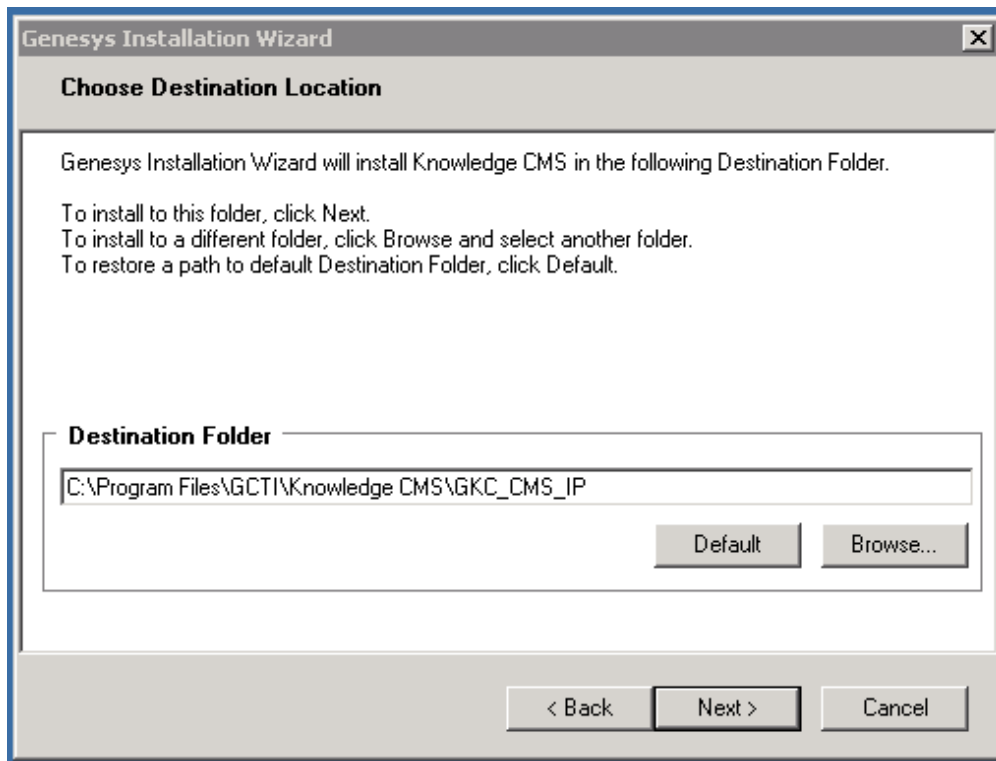 Genesys Installation Wizard
Choose Destination Location
Genesys Installation Wizard will install Knowledge CMS in the following Destination Folder.
To install to this folder, click Next.
To install to a different folder, click Browse and select another folder.
To restore a path to default Destination Folder, click Default.
Destination Folder
C:\Program Files\GCTI\Knowledge CMS\GKC_CMS_IP
Default
Browse...
< Back
Next >
Cancel